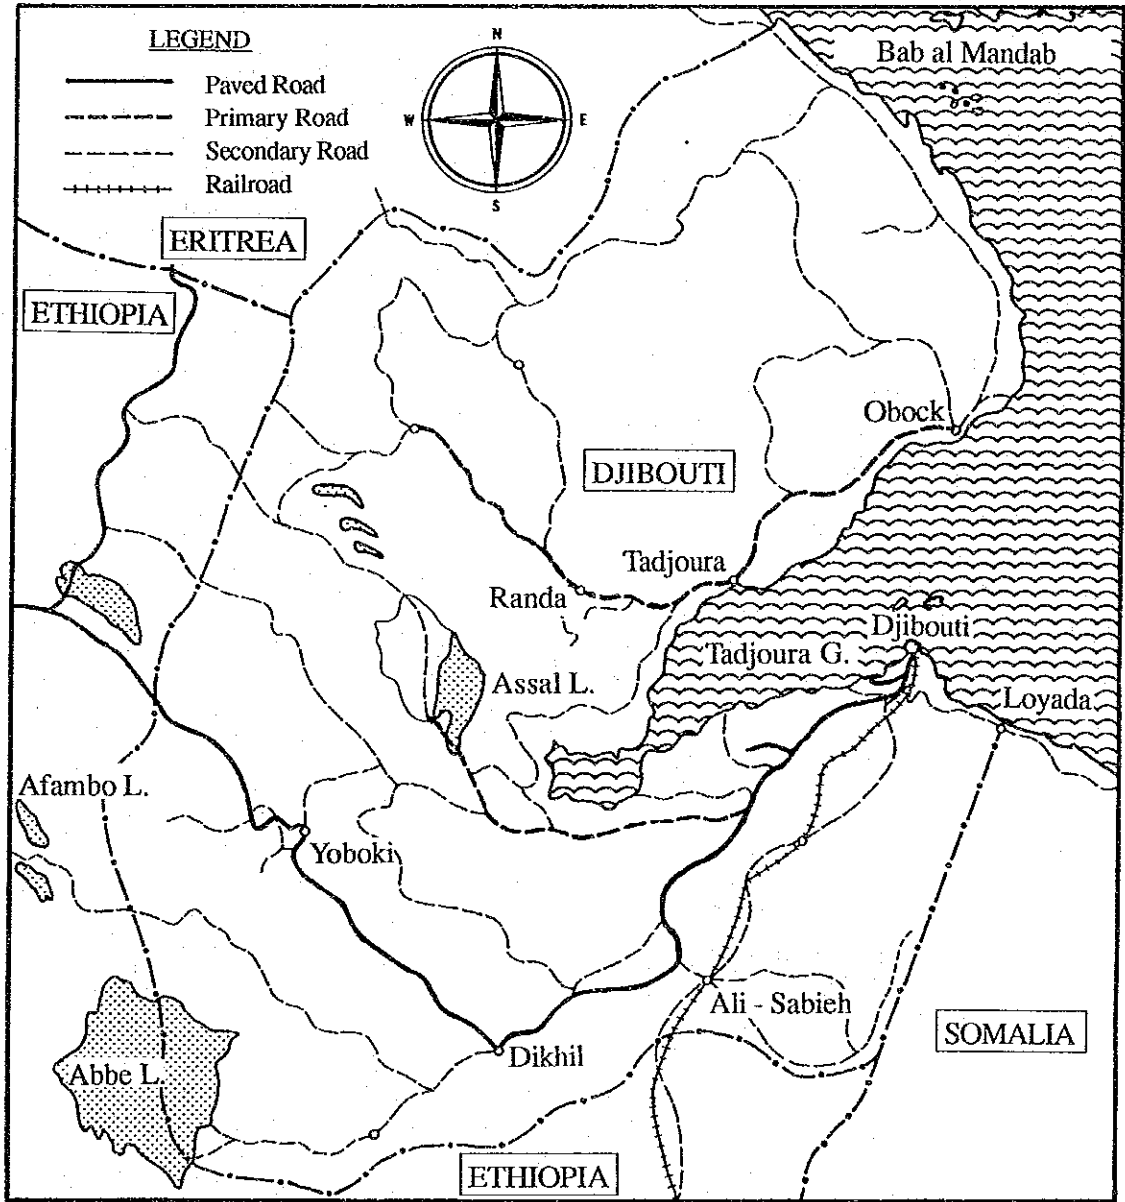 LEGEND
Paved Road
Primary Road
Secondary Road
Railroad
N
W
E
S
Bab al Mandab
ERITREA
ETHIOPIA
Obock
DJIBOUTI
Tadjoura
Randa
Djibouti
Tadjoura G.
Assal L.
Loyada
Afambo L.
Yoboki
Ali - Sabieh
SOMALIA
Dikhil
Abbe L.
ETHIOPIA